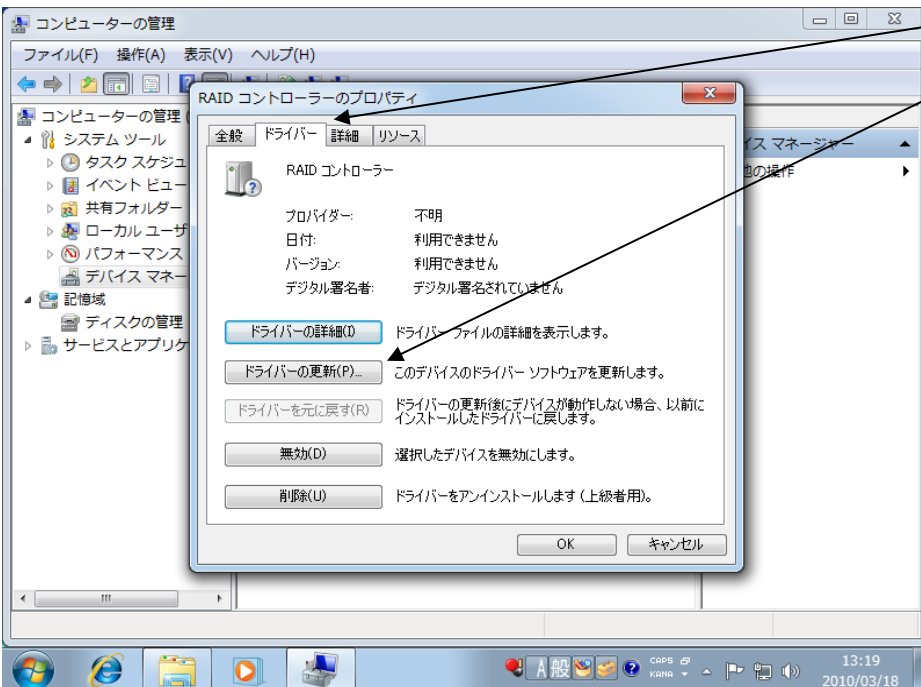 コンピューターの管理
ファイル(F) 操作(A) 表示(V) ヘルプ(H)
RAID コントローラーのプロパティ
コンピューターの管理 (
システム ツール
タスク スケジュ
イベント ビュー
共有フォルダー
ローカル ユーザ
パフォーマンス
デバイス マネー
記憶域
ディスクの管理
サービスとアプリケ
全般 ドライバー 詳細 リソース
RAID コントローラー
プロバイダー: 不明
日付: 利用できません
バージョン: 利用できません
デジタル署名者: デジタル署名されていません
ドライバーの詳細(I) ドライバー ファイルの詳細を表示します。
ドライバーの更新(P)... このデバイスのドライバー ソフトウェアを更新します。
ドライバーを元に戻す(R) ドライバーの更新後にデバイスが動作しない場合、以前に
インストールしたドライバーに戻します。
無効(D) 選択したデバイスを無効にします。
削除(U) ドライバーをアンインストールします (上級者用)。
OK キャンセル
イス マネージャー
他の操作
A 般 CAPS
KANA
13:19
2010/03/18